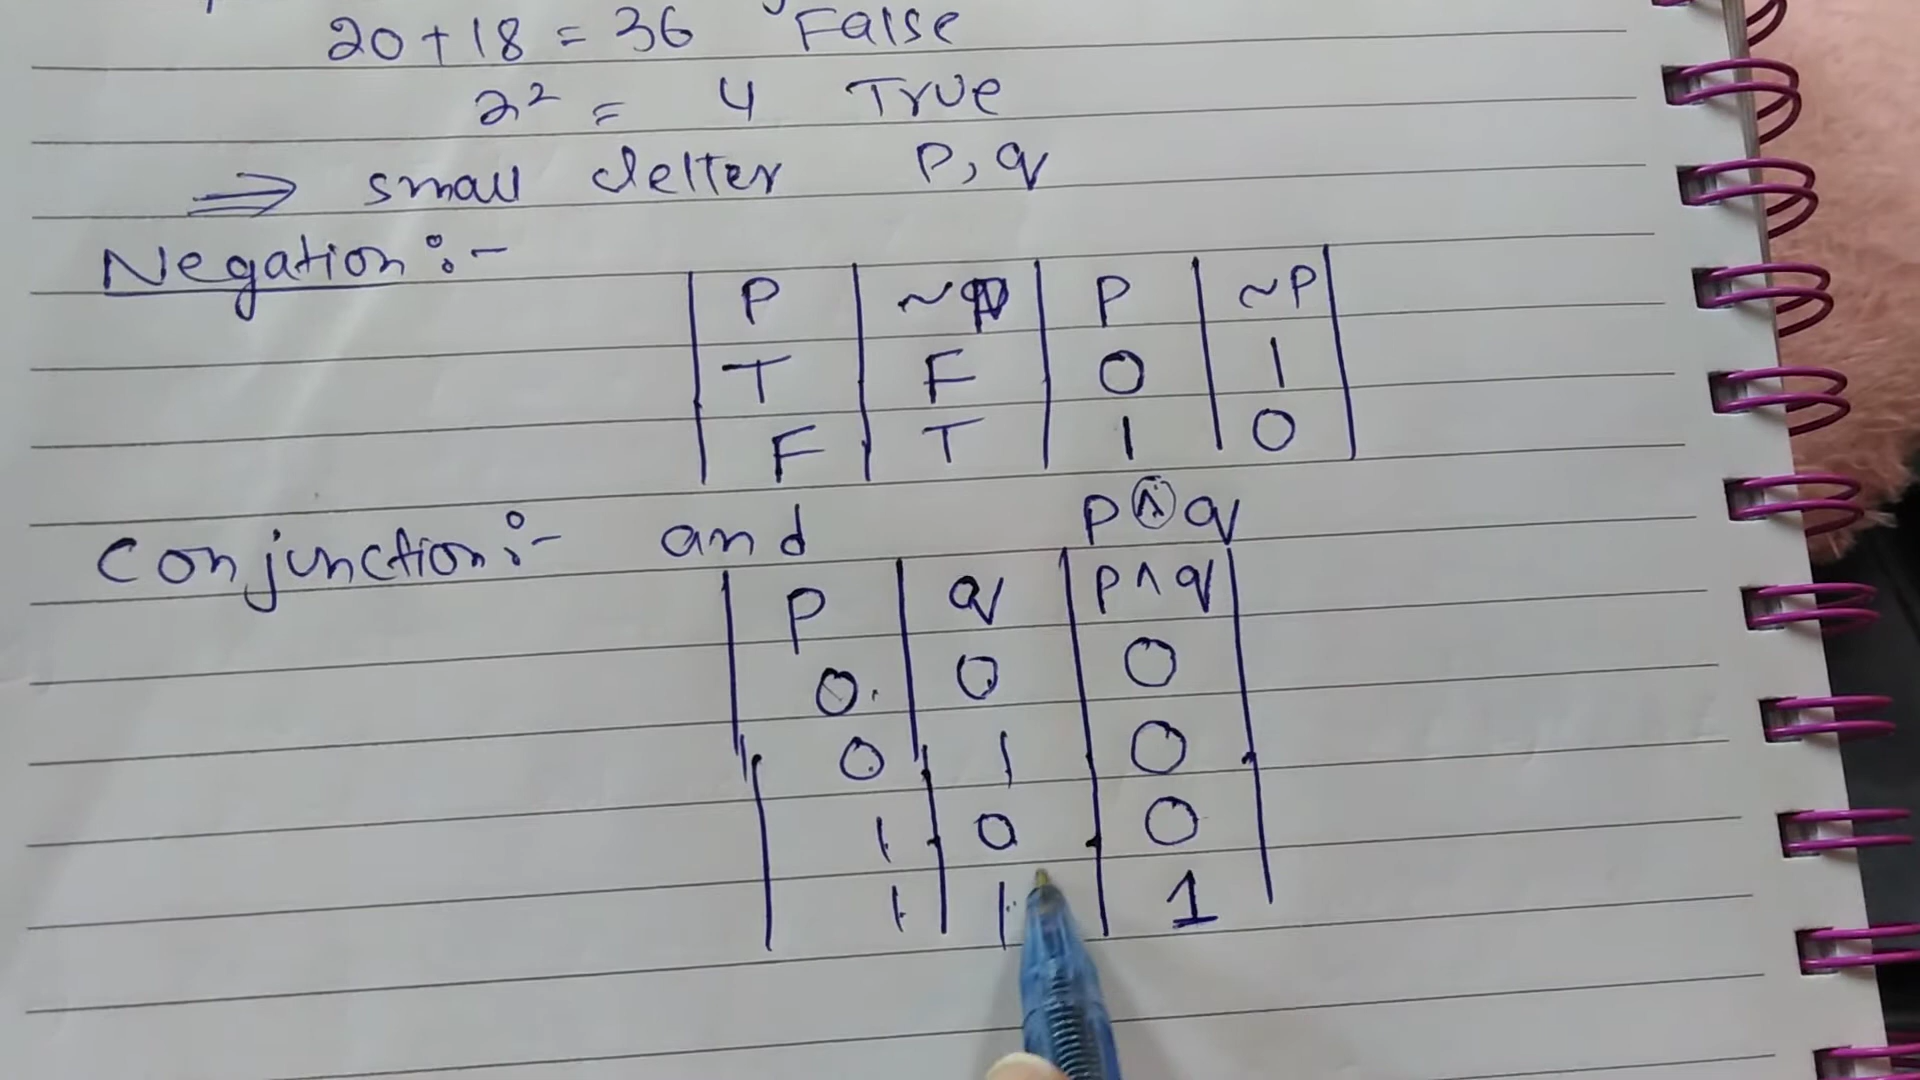 20 + 18 = 36 False
2² = 4 True
⇒ small cletter P, q
Negation :-
P ~P P ~P
T F 0 1
F T 1 0
Conjunction :- and P ∧ q
P q P ∧ q
0 0 0
0 1 0
1 0 0
1 1 1